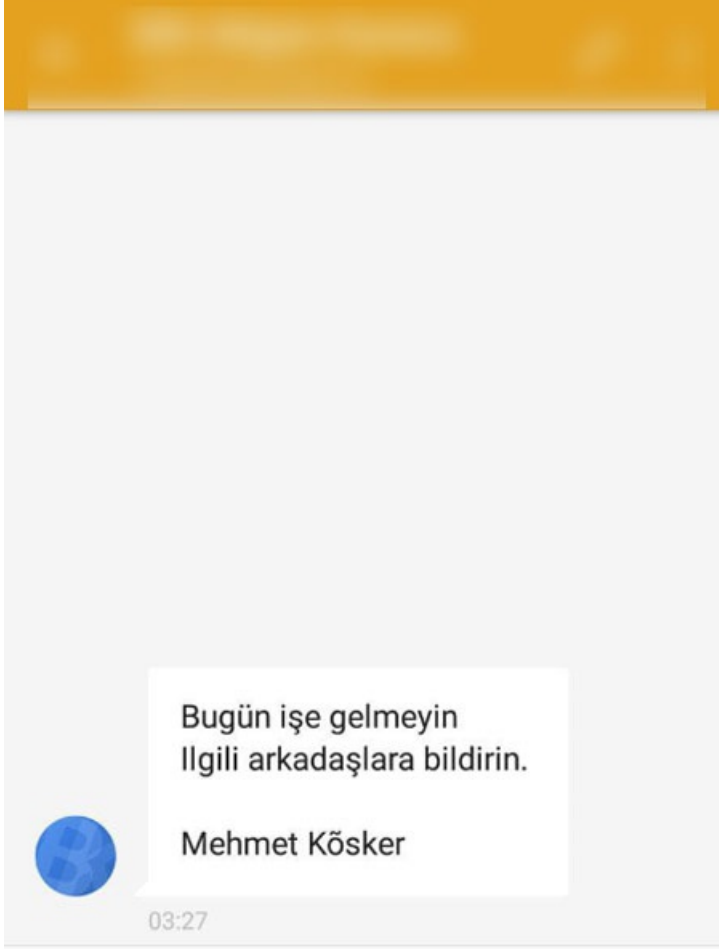 Bugün işe gelmeyin
Ilgili arkadaşlara bildirin.
Mehmet Kõsker
B
03:27